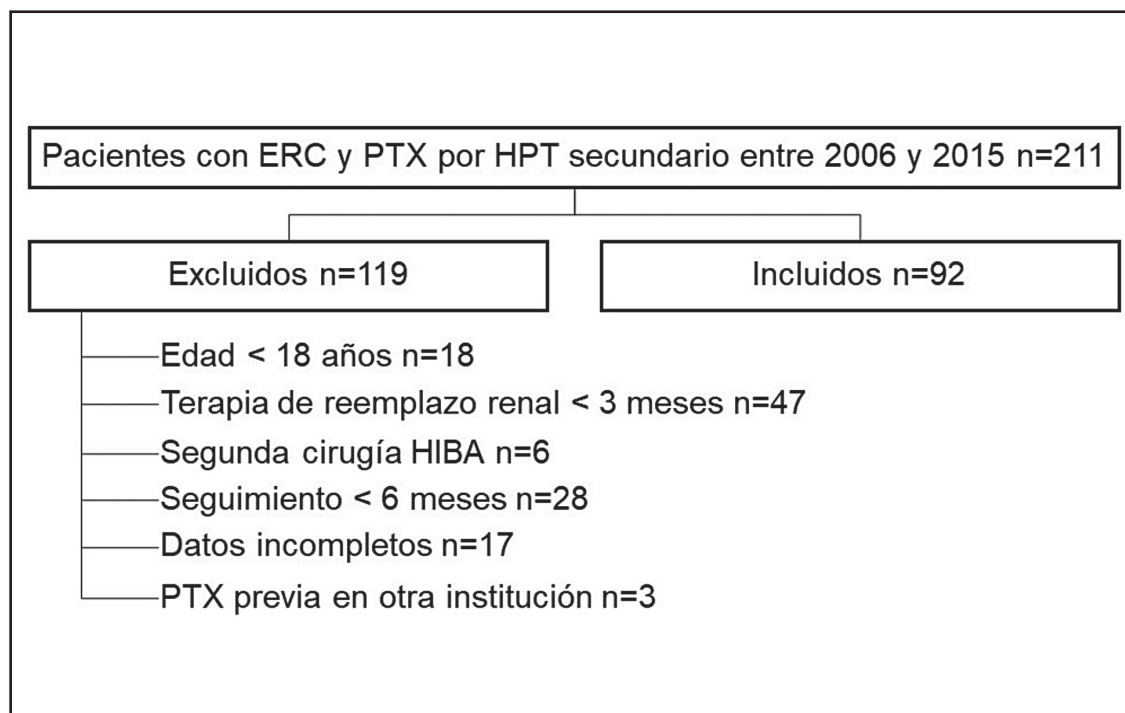 Pacientes con ERC y PTX por HPT secundario entre 2006 y 2015 n=211
Excluidos n=119
Incluidos n=92
Edad < 18 años n=18
Terapia de reemplazo renal < 3 meses n=47
Segunda cirugía HIBA n=6
Seguimiento < 6 meses n=28
Datos incompletos n=17
PTX previa en otra institución n=3